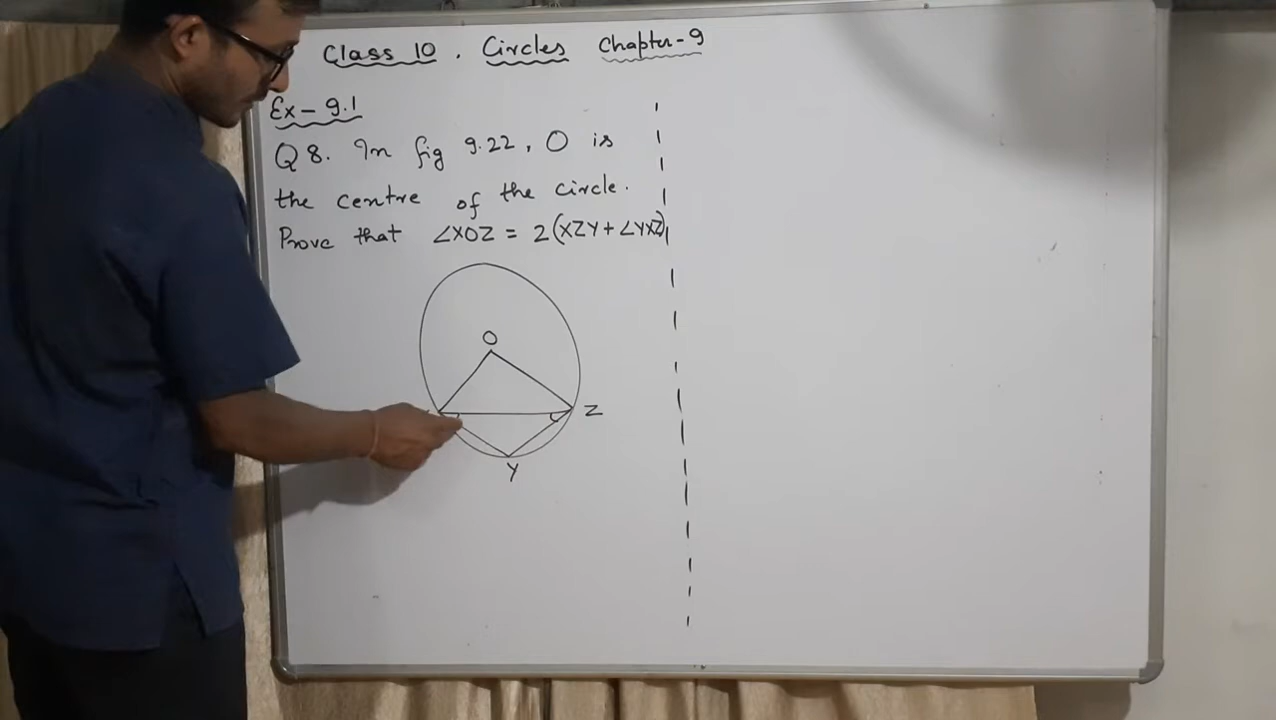 Class 10 . Circles Chapter-9
Ex - 9.1
Q 8. In fig 9.22, O is
the centre of the circle.
Prove that ∠XOZ = 2(XZY+∠YXZ)
O
Z
Y